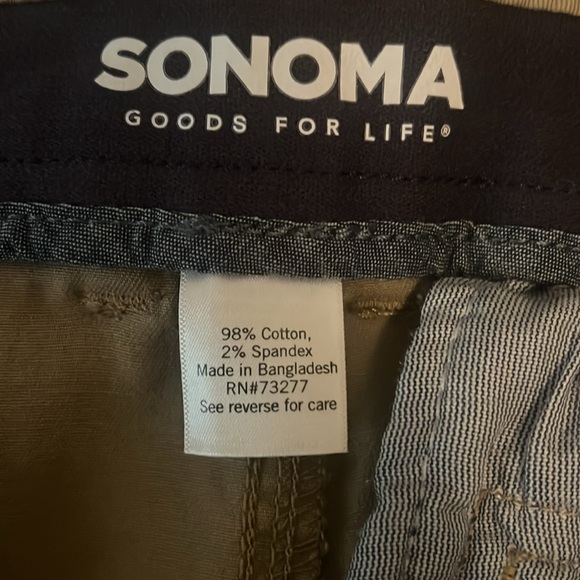 SONOMA
GOODS FOR LIFE®
98% Cotton,
2% Spandex
Made in Bangladesh
RN#73277
See reverse for care